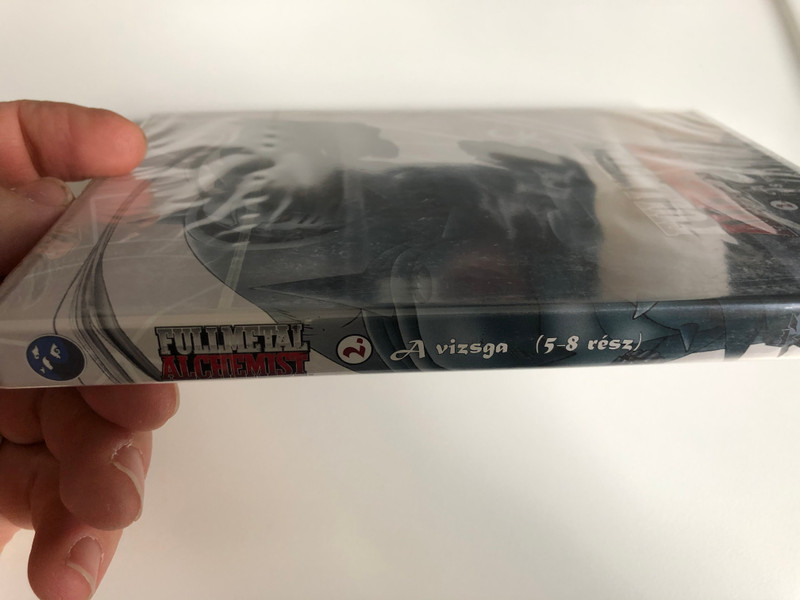 FULLMETAL
ALCHEMIST
2.
A vizsga (5-8 rész)